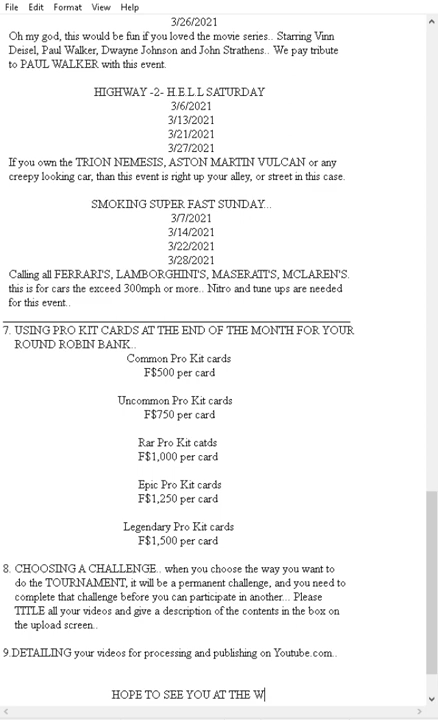 File Edit Format View Help
3/26/2021
Oh my god, this would be fun if you loved the movie series.. Starring Vinn
Deisel, Paul Walker, Dwayne Johnson and John Strathens.. We pay tribute
to PAUL WALKER with this event.
HIGHWAY -2- H.E.L.L SATURDAY
3/6/2021
3/13/2021
3/21/2021
3/27/2021
If you own the TRION NEMESIS, ASTON MARTIN VULCAN or any
creepy looking car, than this event is right up your alley, or street in this case.
SMOKING SUPER FAST SUNDAY...
3/7/2021
3/14/2021
3/22/2021
3/28/2021
Calling all FERRARI'S, LAMBORGHINI'S, MASERATI'S, MCLAREN'S.
this is for cars the exceed 300mph or more.. Nitro and tune ups are needed
for this event..
7. USING PRO KIT CARDS AT THE END OF THE MONTH FOR YOUR
ROUND ROBIN BANK..
Common Pro Kit cards
F$500 per card
Uncommon Pro Kit cards
F$750 per card
Rar Pro Kit catds
F$1,000 per card
Epic Pro Kit cards
F$1,250 per card
Legendary Pro Kit cards
F$1,500 per card
8. CHOOSING A CHALLENGE.. when you choose the way you want to
do the TOURNAMENT, it will be a permanent challenge, and you need to
complete that challenge before you can participate in another... Please
TITLE all your videos and give a description of the contents in the box on
the upload screen..
9.DETAILING your videos for processing and publishing on Youtube.com..
HOPE TO SEE YOU AT THE W